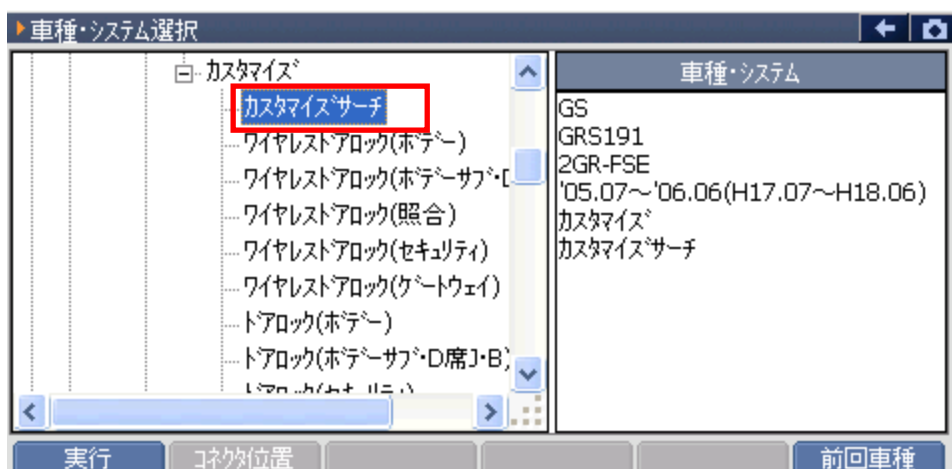 車種･ｼｽﾃﾑ選択
ｶｽﾀﾏｲｽﾞ
ｶｽﾀﾏｲｽﾞｻｰﾁ
ﾜｲﾔﾚｽﾄﾞｱﾛｯｸ(ﾎﾞﾃﾞｰ)
ﾜｲﾔﾚｽﾄﾞｱﾛｯｸ(ﾎﾞﾃﾞｰｻﾌﾞ･D
ﾜｲﾔﾚｽﾄﾞｱﾛｯｸ(照合)
ﾜｲﾔﾚｽﾄﾞｱﾛｯｸ(ｾｷｭﾘﾃｨ)
ﾜｲﾔﾚｽﾄﾞｱﾛｯｸ(ｹﾞｰﾄｳｪｲ)
ﾄﾞｱﾛｯｸ(ﾎﾞﾃﾞｰ)
ﾄﾞｱﾛｯｸ(ﾎﾞﾃﾞｰｻﾌﾞ･D席J･B)
車種･ｼｽﾃﾑ
GS
GRS191
2GR-FSE
'05.07～'06.06(H17.07～H18.06)
ｶｽﾀﾏｲｽﾞ
ｶｽﾀﾏｲｽﾞｻｰﾁ
実行
ｺﾈｸﾀ位置
前回車種